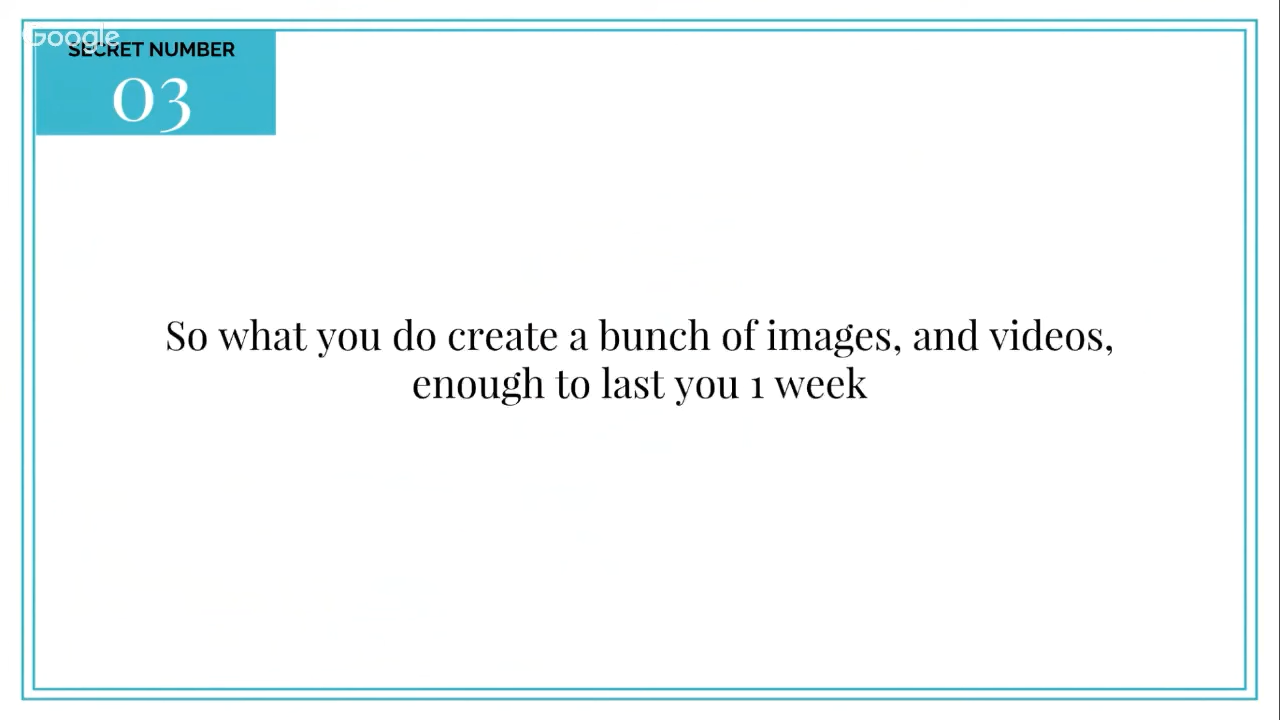 Google
SECRET NUMBER
03
So what you do create a bunch of images, and videos,
enough to last you 1 week